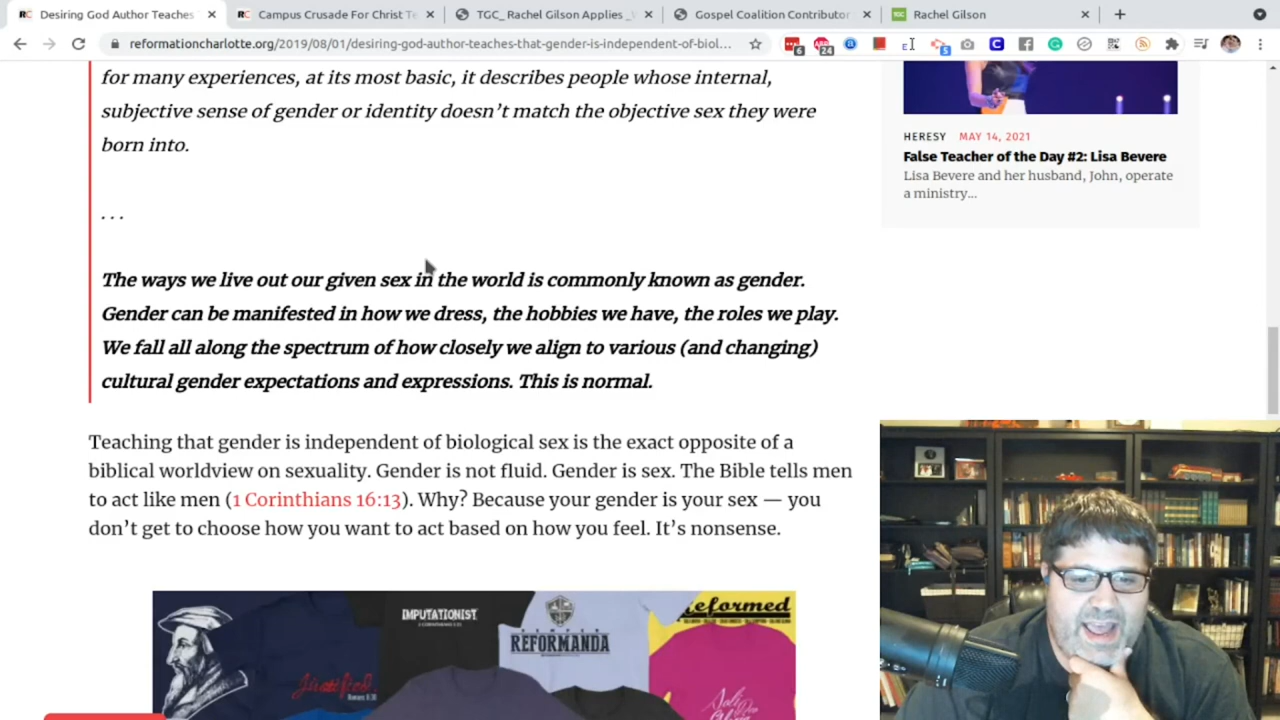 Desiring God Author Teaches
Campus Crusade For Christ Te
TGC_ Rachel Gilson Applies _
Gospel Coalition Contributor
TGC
Rachel Gilson
reformationcharlotte.org/2019/08/01/desiring-god-author-teaches-that-gender-is-independent-of-biol...
6
24
5
for many experiences, at its most basic, it describes people whose internal,
subjective sense of gender or identity doesn’t match the objective sex they were
born into.
. . .
The ways we live out our given sex in the world is commonly known as gender.
Gender can be manifested in how we dress, the hobbies we have, the roles we play.
We fall all along the spectrum of how closely we align to various (and changing)
cultural gender expectations and expressions. This is normal.
Teaching that gender is independent of biological sex is the exact opposite of a
biblical worldview on sexuality. Gender is not fluid. Gender is sex. The Bible tells men
to act like men (1 Corinthians 16:13). Why? Because your gender is your sex — you
don’t get to choose how you want to act based on how you feel. It’s nonsense.
HERESY MAY 14, 2021
False Teacher of the Day #2: Lisa Bevere
Lisa Bevere and her husband, John, operate
a ministry...
IMPUTATIONIST
SEMPER
REFORMANDA
eformed
Justified